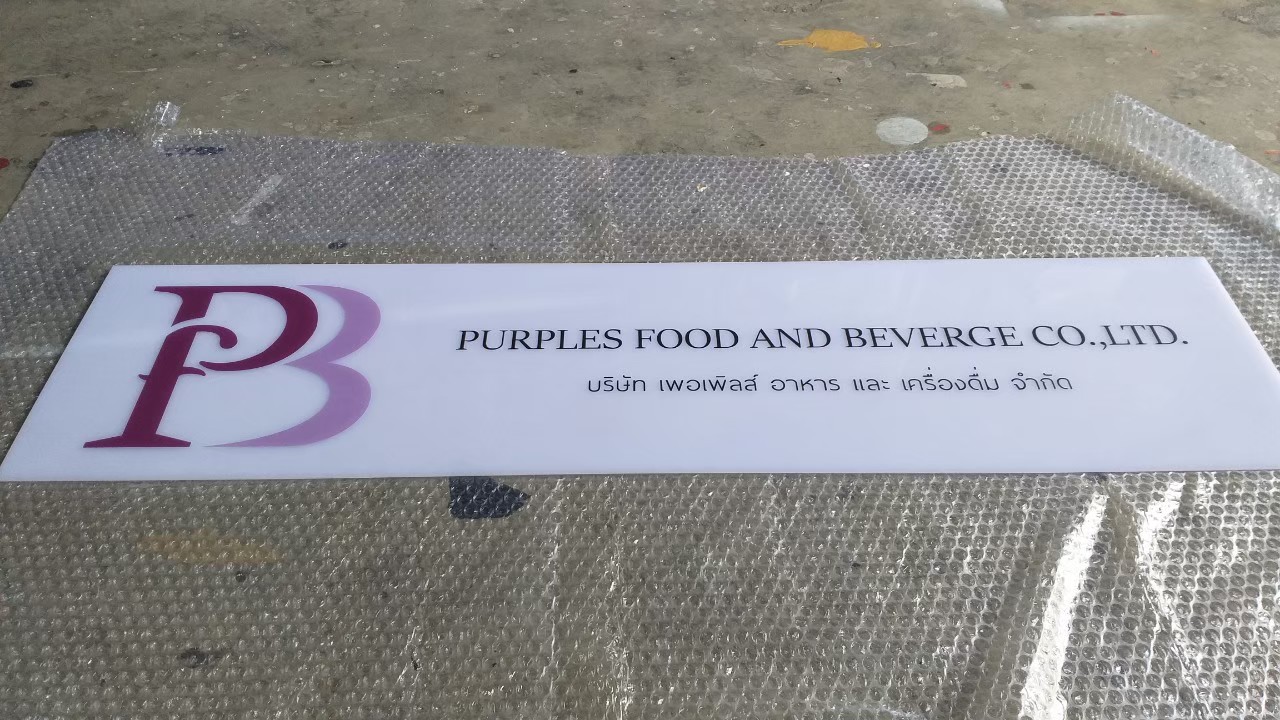 PFB
PURPLES FOOD AND BEVERGE CO.,LTD.
บริษัท เพอเพิลส์ อาหาร และ เครื่องดื่ม จำกัด